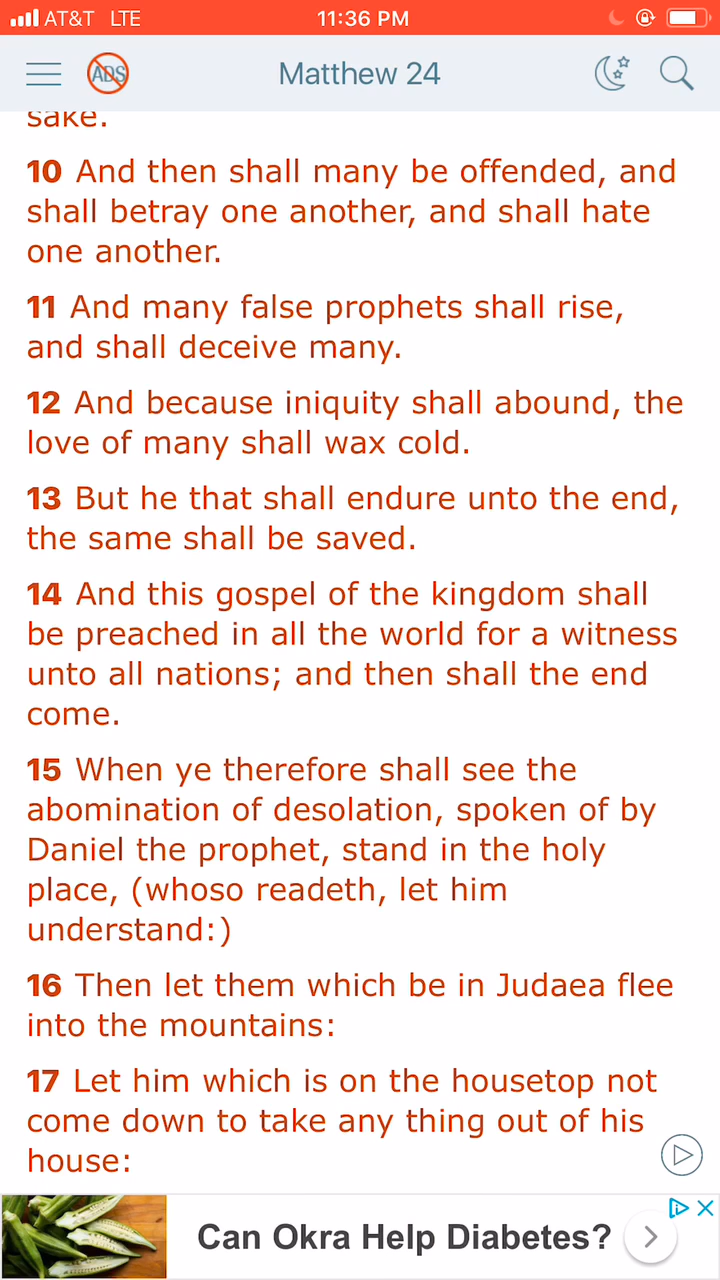 AT&T LTE 11:36 PM
ADS Matthew 24
sake.
10 And then shall many be offended, and
shall betray one another, and shall hate
one another.
11 And many false prophets shall rise,
and shall deceive many.
12 And because iniquity shall abound, the
love of many shall wax cold.
13 But he that shall endure unto the end,
the same shall be saved.
14 And this gospel of the kingdom shall
be preached in all the world for a witness
unto all nations; and then shall the end
come.
15 When ye therefore shall see the
abomination of desolation, spoken of by
Daniel the prophet, stand in the holy
place, (whoso readeth, let him
understand:)
16 Then let them which be in Judaea flee
into the mountains:
17 Let him which is on the housetop not
come down to take any thing out of his
house:
Can Okra Help Diabetes?